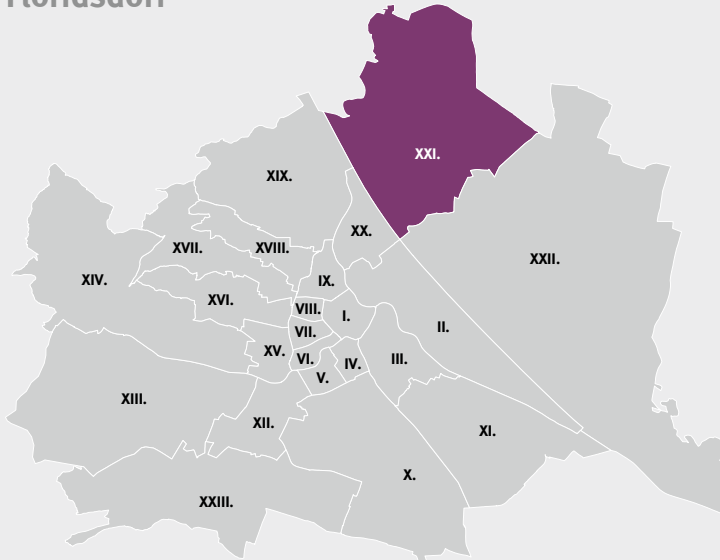 Floridsdorf
XXI.
XIX.
XX.
XVII.
XVIII.
XXII.
XIV.
IX.
XVI.
VIII.
I.
II.
VII.
XV.
VI.
IV.
III.
V.
XIII.
XII.
XI.
X.
XXIII.